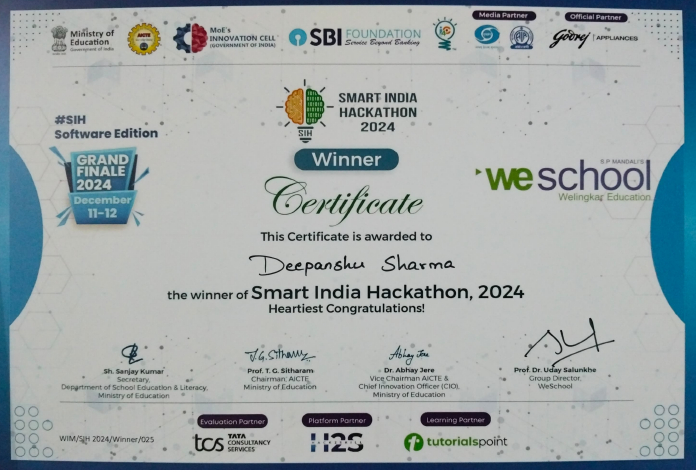 Ministry of
Education
Government of India
AICTE
MoE's
INNOVATION CELL
(GOVERNMENT OF INDIA)
SBI FOUNDATION
Service Beyond Banking
Media Partner
Official Partner
Godrej | APPLIANCES
#SIH
Software Edition
GRAND
FINALE
2024
December
11-12
SIH
SMART INDIA
HACKATHON
2024
Winner
S P MANDALI'S
we school
Welingkar Education
Certificate
This Certificate is awarded to
Deepanshu Sharma
the winner of Smart India Hackathon, 2024
Heartiest Congratulations!
T.G. Sitharam
Abhay Jere
Sh. Sanjay Kumar
Secretary,
Department of School Education & Literacy,
Ministry of Education
Prof. T. G. Sitharam
Chairman, AICTE,
Ministry of Education
Dr. Abhay Jere
Vice Chairman AICTE &
Chief Innovation Officer (CIO),
Ministry of Education
Prof. Dr. Uday Salunkhe
Group Director,
WeSchool
WIM/SIH 2024/Winner/025
Evaluation Partner
tcs TATA
CONSULTANCY
SERVICES
Platform Partner
H2S
Learning Partner
tutorialspoint